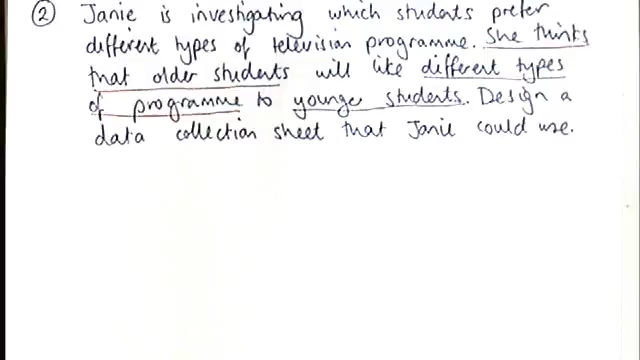 ② Janie is investigating which students prefer
different types of television programme. She thinks
that older students will like different types
of programme to younger students. Design a
data collection sheet that Janie could use.